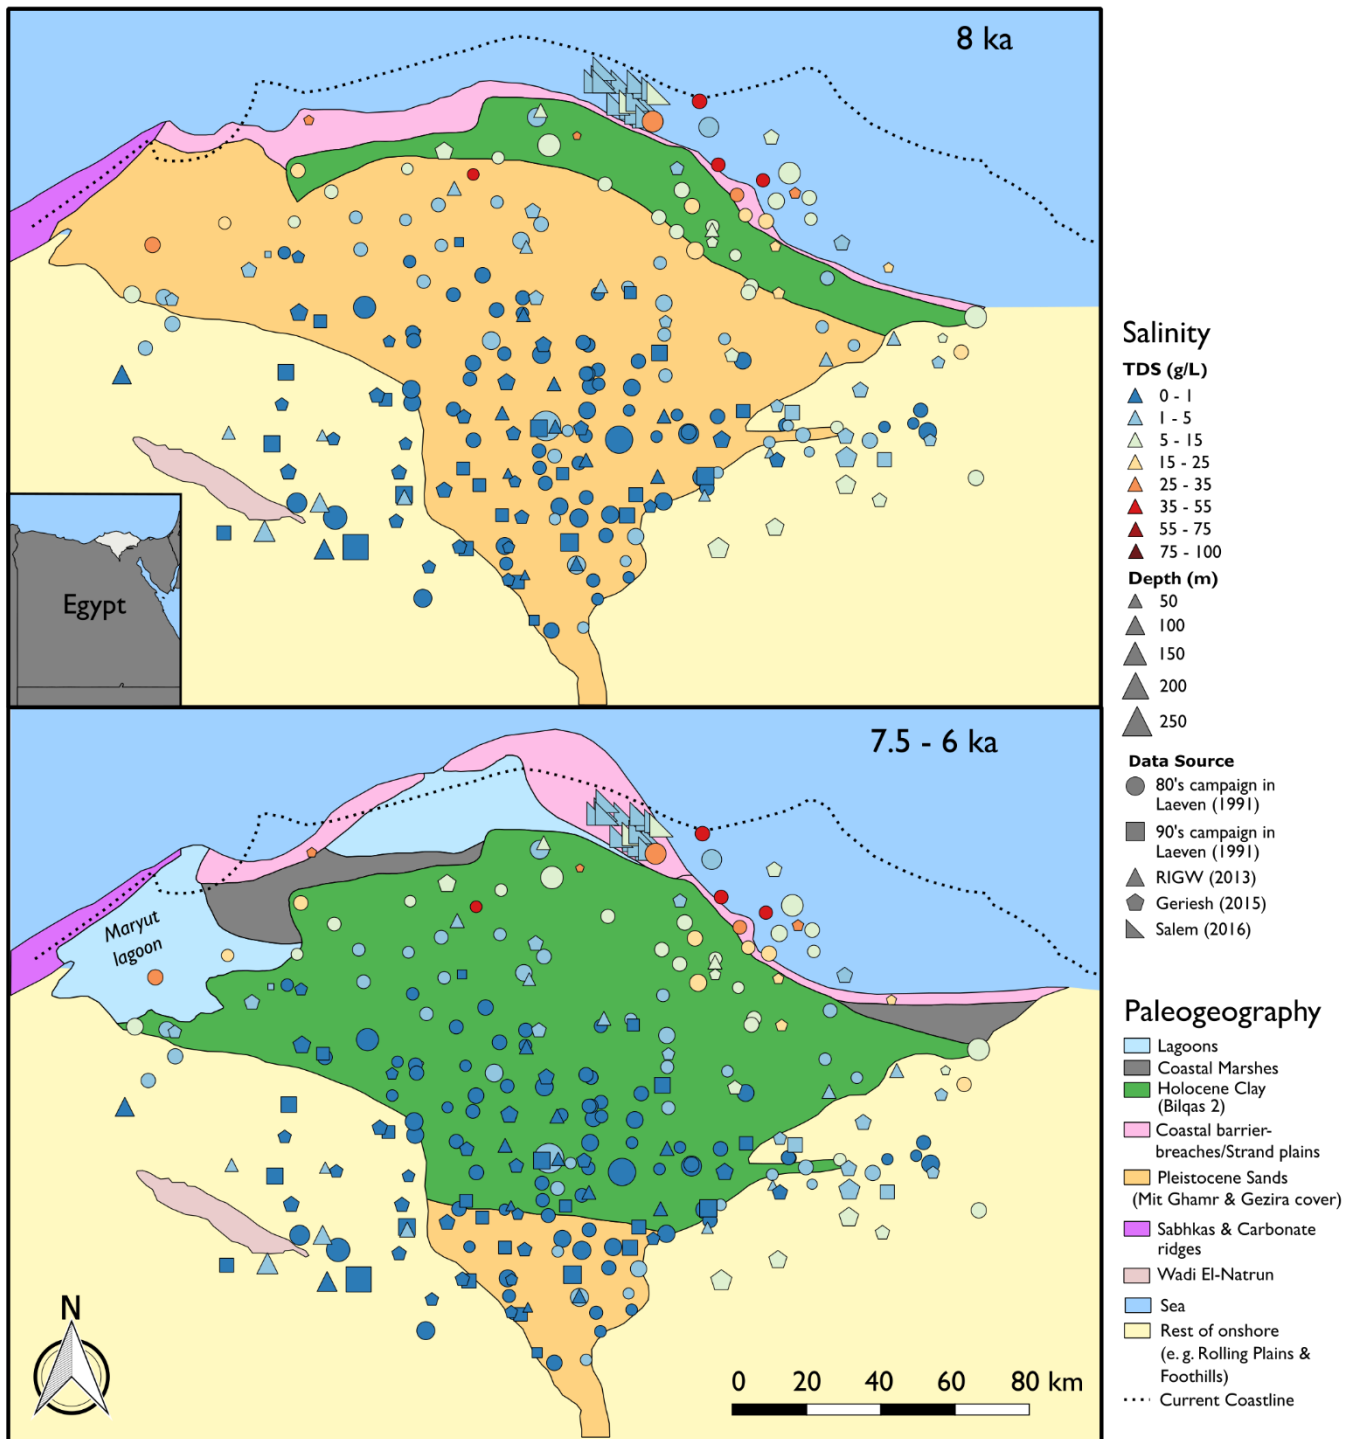 8 ka
Egypt
7.5 - 6 ka
Maryut
lagoon
N
0 20 40 60 80 km
Salinity
TDS (g/L)
0 - 1
1 - 5
5 - 15
15 - 25
25 - 35
35 - 55
55 - 75
75 - 100
Depth (m)
50
100
150
200
250
Data Source
80's campaign in
Laeven (1991)
90's campaign in
Laeven (1991)
RIGW (2013)
Geriesh (2015)
Salem (2016)
Paleogeography
Lagoons
Coastal Marshes
Holocene Clay
(Bilqas 2)
Coastal barrier-
breaches/Strand plains
Pleistocene Sands
(Mit Ghamr & Gezira cover)
Sabhkas & Carbonate
ridges
Wadi El-Natrun
Sea
Rest of onshore
(e. g. Rolling Plains &
Foothills)
Current Coastline